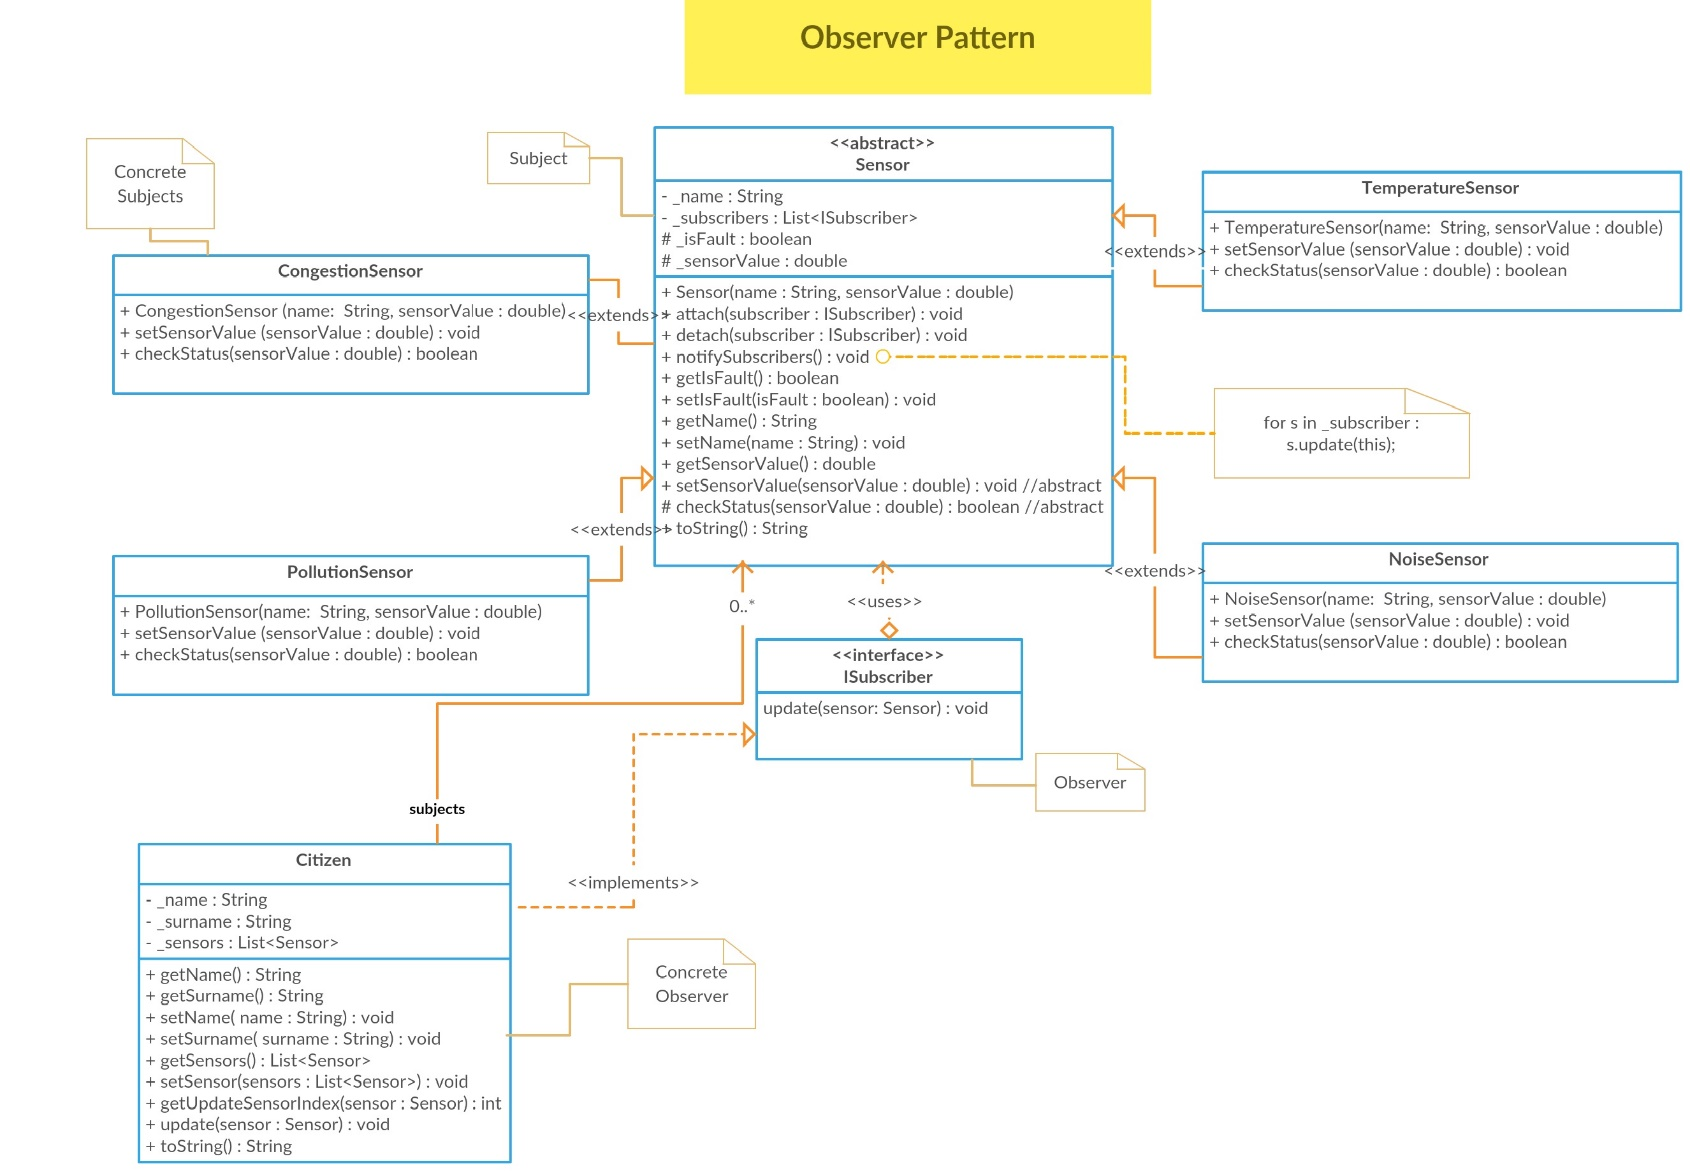 Observer Pattern
Concrete
Subjects
Subject
<<abstract>>
Sensor
- _name : String
- _subscribers : List<ISubscriber>
# _isFault : boolean
# _sensorValue : double
+ Sensor(name : String, sensorValue : double)
+ attach(subscriber : ISubscriber) : void
+ detach(subscriber : ISubscriber) : void
+ notifySubscribers() : void
+ getIsFault() : boolean
+ setIsFault(isFault : boolean) : void
+ getName() : String
+ setName(name : String) : void
+ getSensorValue() : double
+ setSensorValue(sensorValue : double) : void //abstract
# checkStatus(sensorValue : double) : boolean //abstract
+ toString() : String
TemperatureSensor
+ TemperatureSensor(name:  String, sensorValue : double)
+ setSensorValue (sensorValue : double) : void
+ checkStatus(sensorValue : double) : boolean
<<extends>>
CongestionSensor
+ CongestionSensor (name:  String, sensorValue : double)
+ setSensorValue (sensorValue : double) : void
+ checkStatus(sensorValue : double) : boolean
<<extends>>
for s in _subscriber :
s.update(this);
<<extends>>
PollutionSensor
+ PollutionSensor(name:  String, sensorValue : double)
+ setSensorValue (sensorValue : double) : void
+ checkStatus(sensorValue : double) : boolean
<<extends>>
NoiseSensor
+ NoiseSensor(name:  String, sensorValue : double)
+ setSensorValue (sensorValue : double) : void
+ checkStatus(sensorValue : double) : boolean
0..*
<<uses>>
<<interface>>
ISubscriber
update(sensor: Sensor) : void
Observer
subjects
<<implements>>
Citizen
- _name : String
- _surname : String
- _sensors : List<Sensor>
+ getName() : String
+ getSurname() : String
+ setName( name : String) : void
+ setSurname( surname : String) : void
+ getSensors() : List<Sensor>
+ setSensor(sensors : List<Sensor>) : void
+ getUpdateSensorIndex(sensor : Sensor) : int
+ update(sensor : Sensor) : void
+ toString() : String
Concrete
Observer